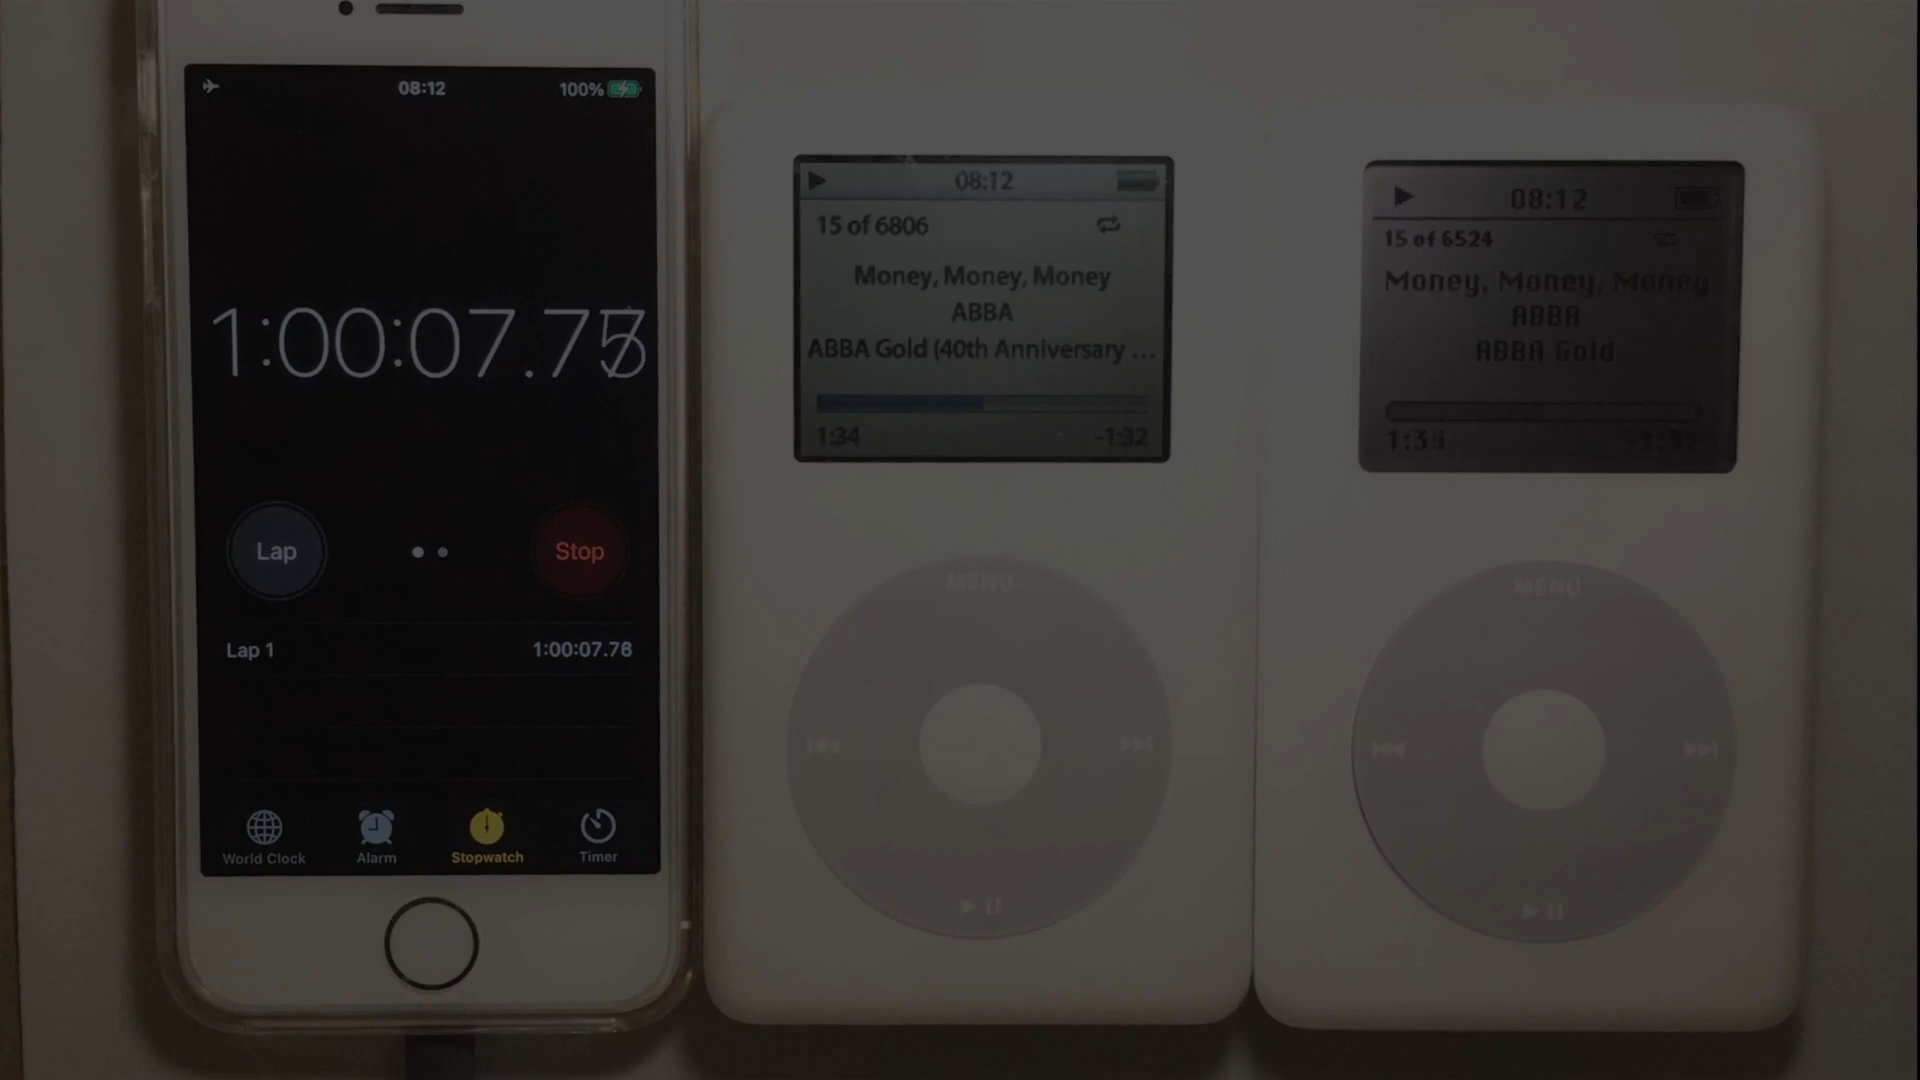 08:12
100%
1:00:07.7
Lap
Stop
Lap 1
1:00:07.76
World Clock
Alarm
Stopwatch
Timer
08:12
15 of 6806
Money, Money, Money
ABBA
ABBA Gold (40th Anniversary ...
1:34
-1:32
MENU
08:12
15 of 6524
Money, Money, Money
ABBA
ABBA Gold
MENU